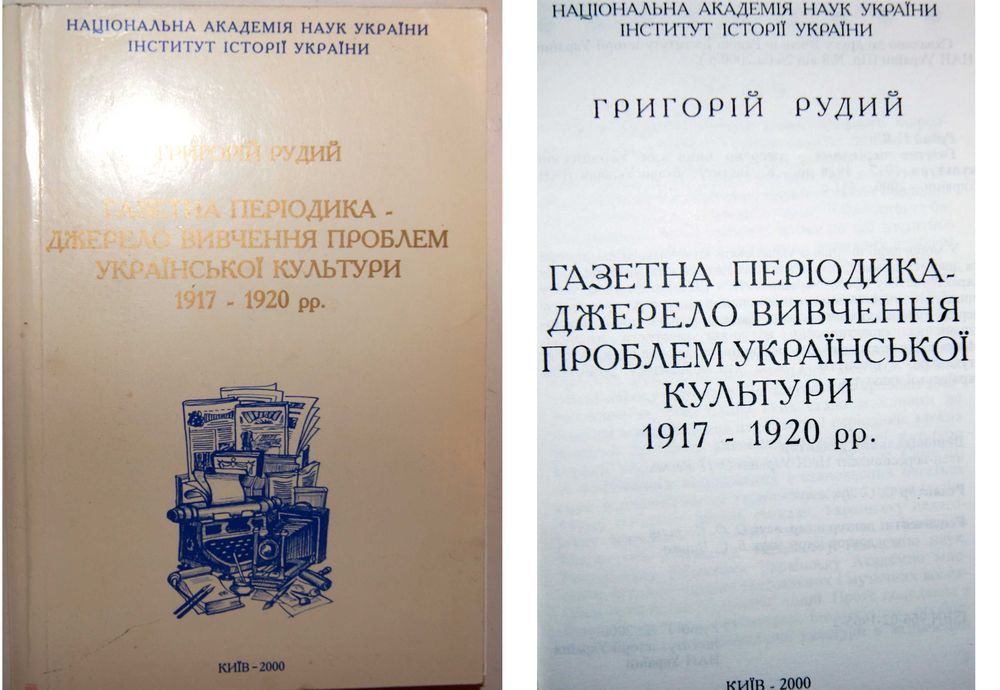 НАЦІОНАЛЬНА АКАДЕМІЯ НАУК УКРАЇНИ
ІНСТИТУТ ІСТОРІЇ УКРАЇНИ
ГРИГОРІЙ РУДИЙ
ГАЗЕТНА ПЕРІОДИКА -
ДЖЕРЕЛО ВИВЧЕННЯ ПРОБЛЕМ
УКРАЇНСЬКОЇ КУЛЬТУРИ
1917 - 1920 рр.
КИЇВ - 2000
НАЦІОНАЛЬНА АКАДЕМІЯ НАУК УКРАЇНИ
ІНСТИТУТ ІСТОРІЇ УКРАЇНИ
ГРИГОРІЙ РУДИЙ
ГАЗЕТНА ПЕРІОДИКА-
ДЖЕРЕЛО ВИВЧЕННЯ
ПРОБЛЕМ УКРАЇНСЬКОЇ
КУЛЬТУРИ
1917 - 1920 рр.
КИЇВ - 2000